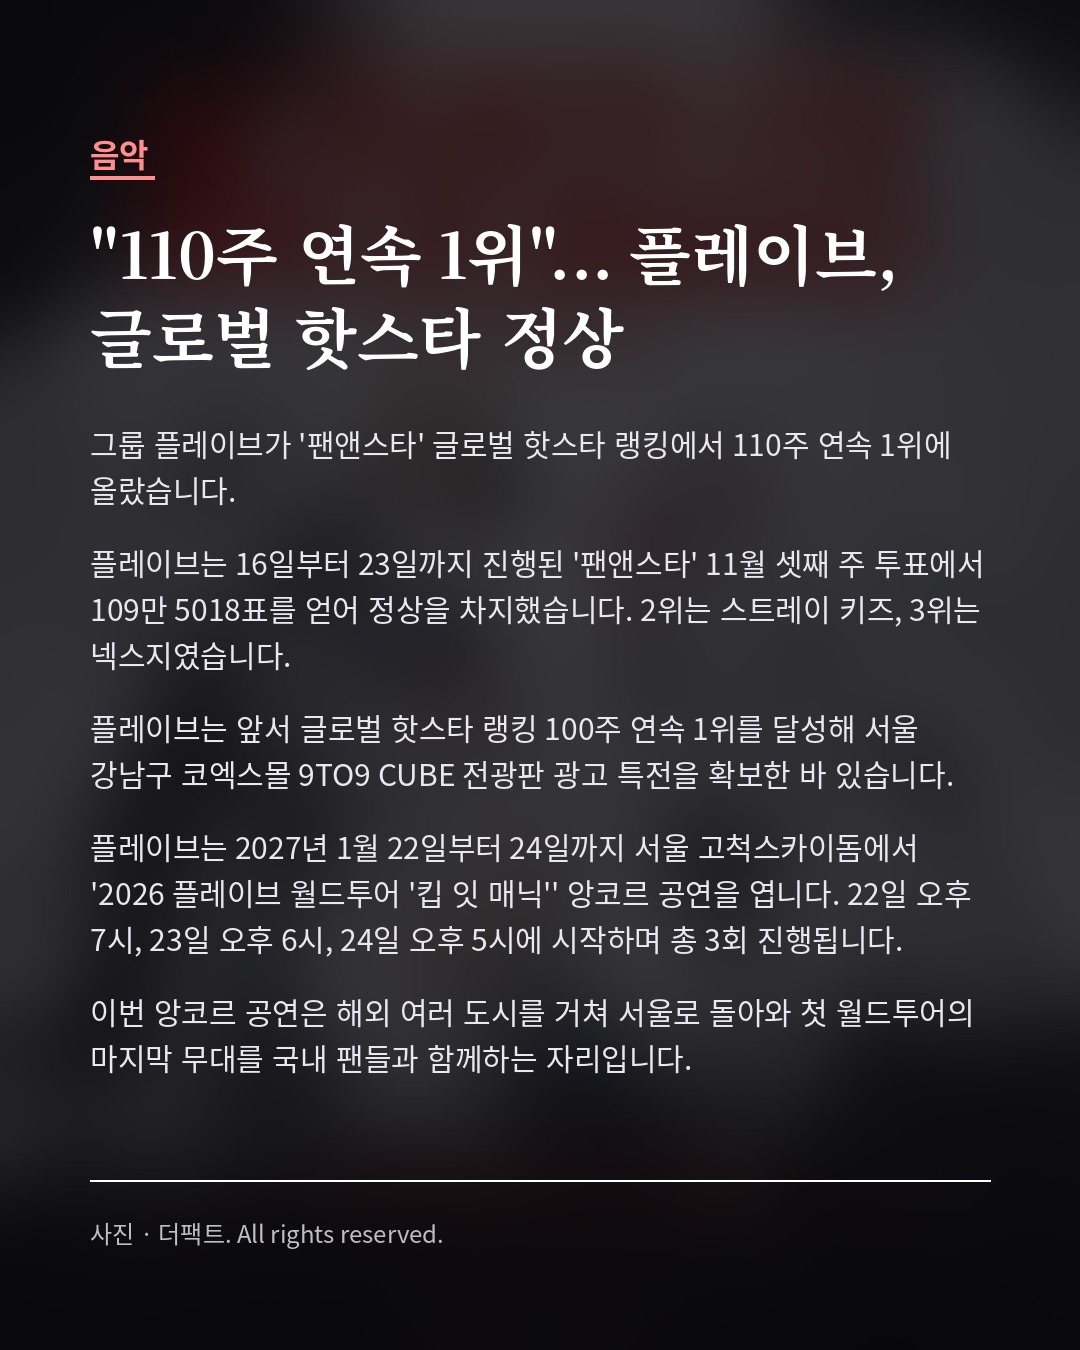 음악
"110주 연속 1위"... 플레이브,
글로벌 핫스타 정상
그룹 플레이브가 '팬앤스타' 글로벌 핫스타 랭킹에서 110주 연속 1위에
올랐습니다.
플레이브는 16일부터 23일까지 진행된 '팬앤스타' 11월 셋째 주 투표에서
109만 5018표를 얻어 정상을 차지했습니다. 2위는 스트레이 키즈, 3위는
넥스지였습니다.
플레이브는 앞서 글로벌 핫스타 랭킹 100주 연속 1위를 달성해 서울
강남구 코엑스몰 9TO9 CUBE 전광판 광고 특전을 확보한 바 있습니다.
플레이브는 2027년 1월 22일부터 24일까지 서울 고척스카이돔에서
'2026 플레이브 월드투어 '킵 잇 매닉'' 앙코르 공연을 엽니다. 22일 오후
7시, 23일 오후 6시, 24일 오후 5시에 시작하며 총 3회 진행됩니다.
이번 앙코르 공연은 해외 여러 도시를 거쳐 서울로 돌아와 첫 월드투어의
마지막 무대를 국내 팬들과 함께하는 자리입니다.
사진 · 더팩트. All rights reserved.